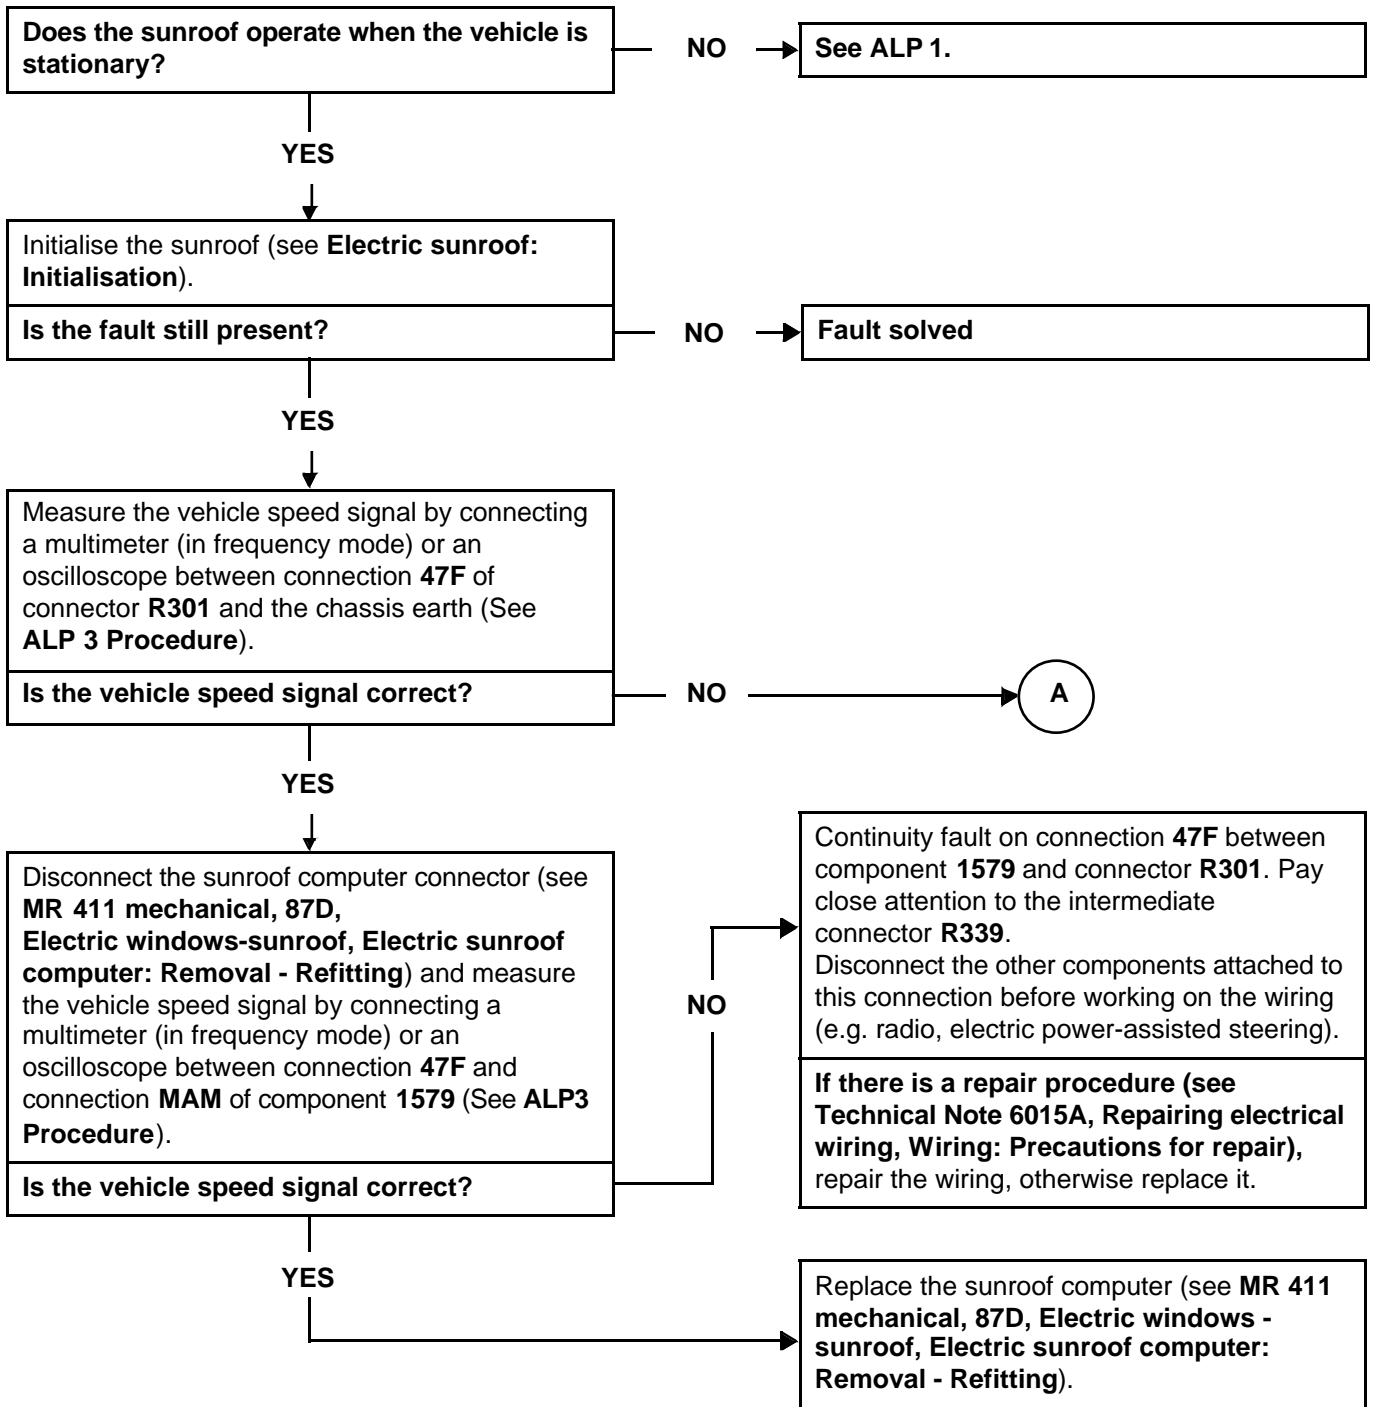 Does the sunroof operate when the vehicle is
stationary?
NO
See ALP 1.
YES
Initialise the sunroof (see Electric sunroof:
Initialisation).
Is the fault still present?
NO
Fault solved
YES
Measure the vehicle speed signal by connecting
a multimeter (in frequency mode) or an
oscilloscope between connection 47F of
connector R301 and the chassis earth (See
ALP 3 Procedure).
Is the vehicle speed signal correct?
NO
A
YES
Disconnect the sunroof computer connector (see
MR 411 mechanical, 87D,
Electric windows-sunroof, Electric sunroof
computer: Removal - Refitting) and measure
the vehicle speed signal by connecting a
multimeter (in frequency mode) or an
oscilloscope between connection 47F and
connection MAM of component 1579 (See ALP3
Procedure).
Is the vehicle speed signal correct?
NO
Continuity fault on connection 47F between
component 1579 and connector R301. Pay
close attention to the intermediate
connector R339.
Disconnect the other components attached to
this connection before working on the wiring
(e.g. radio, electric power-assisted steering).
If there is a repair procedure (see
Technical Note 6015A, Repairing electrical
wiring, Wiring: Precautions for repair),
repair the wiring, otherwise replace it.
YES
Replace the sunroof computer (see MR 411
mechanical, 87D, Electric windows -
sunroof, Electric sunroof computer:
Removal - Refitting).